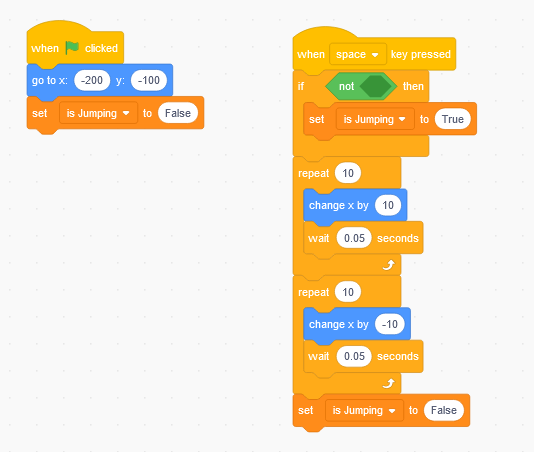 when clicked
go to x: -200 y: -100
set is Jumping to False
when space key pressed
if not then
set is Jumping to True
repeat 10
change x by 10
wait 0.05 seconds
repeat 10
change x by -10
wait 0.05 seconds
set is Jumping to False